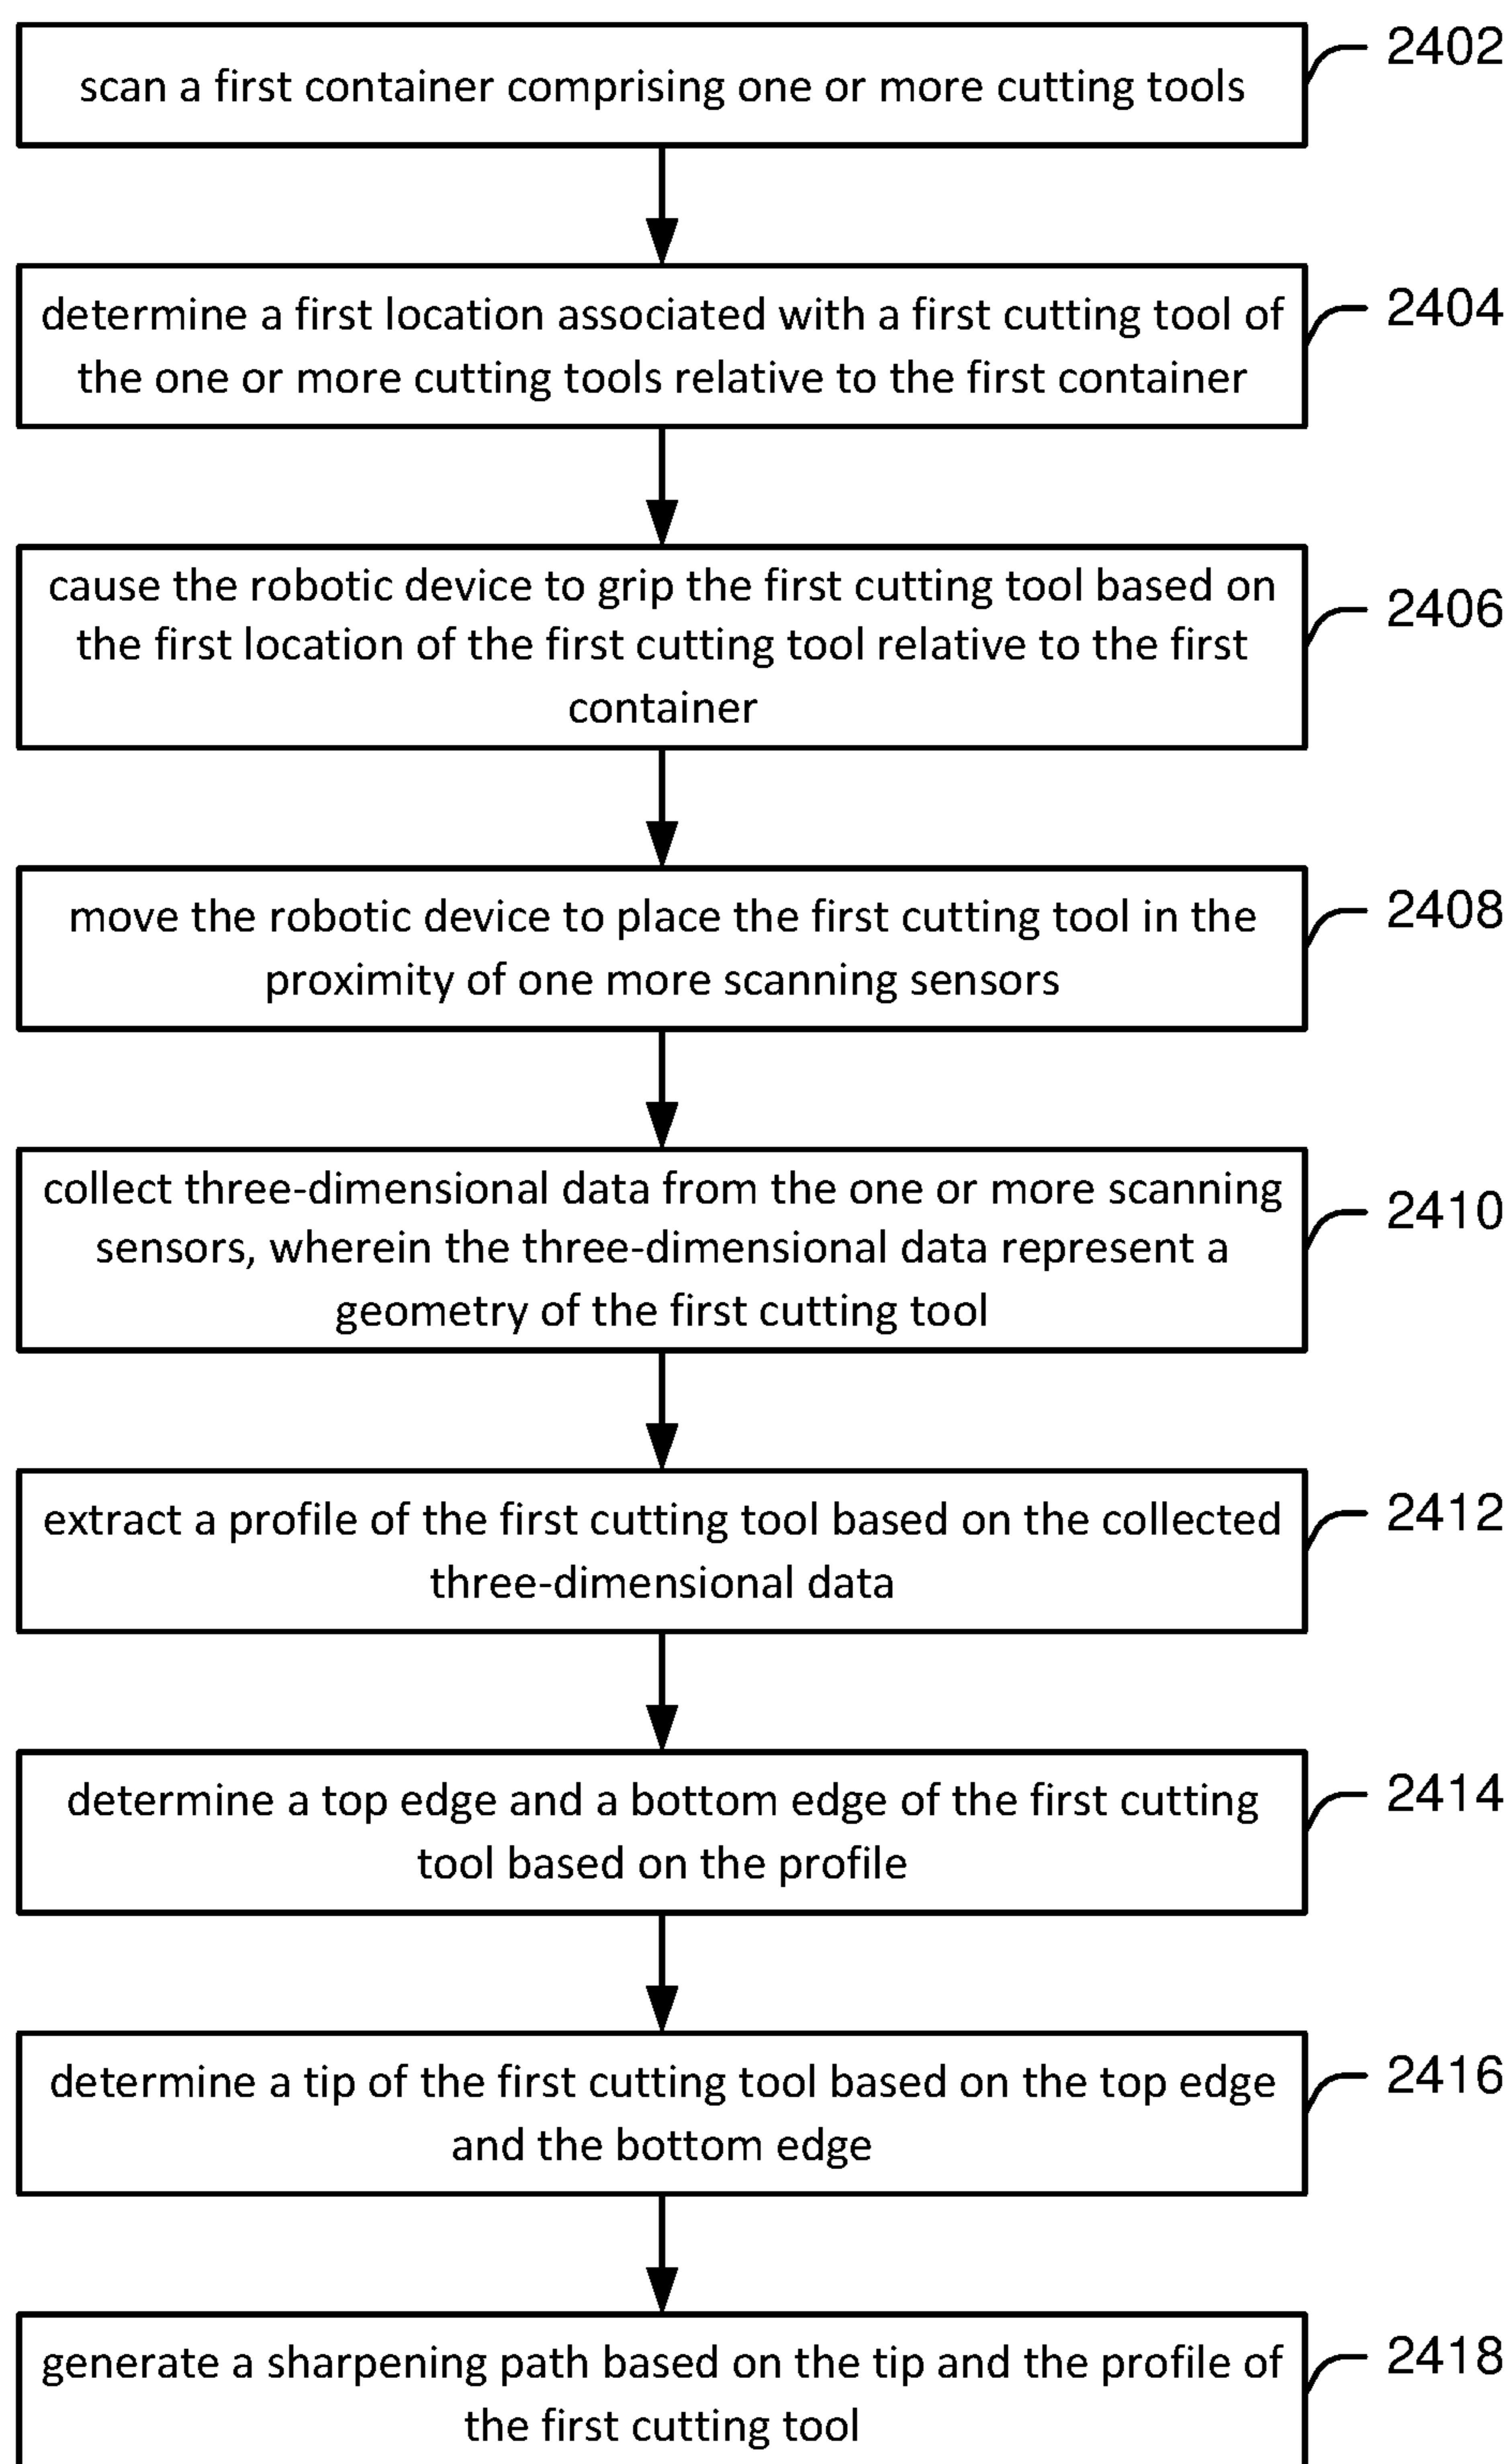 scan a first container comprising one or more cutting tools
2402
determine a first location associated with a first cutting tool of
the one or more cutting tools relative to the first container
2404
cause the robotic device to grip the first cutting tool based on
the first location of the first cutting tool relative to the first
container
2406
move the robotic device to place the first cutting tool in the
proximity of one more scanning sensors
2408
collect three-dimensional data from the one or more scanning
sensors, wherein the three-dimensional data represent a
geometry of the first cutting tool
2410
extract a profile of the first cutting tool based on the collected
three-dimensional data
2412
determine a top edge and a bottom edge of the first cutting
tool based on the profile
2414
determine a tip of the first cutting tool based on the top edge
and the bottom edge
2416
generate a sharpening path based on the tip and the profile of
the first cutting tool
2418